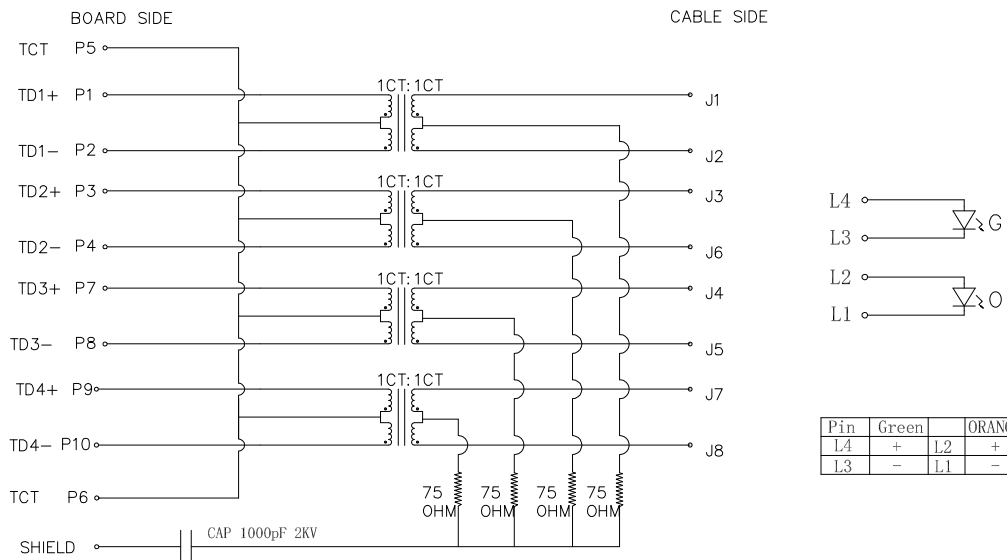 BOARD SIDE
CABLE SIDE
TCT P5
1CT:1CT
TD1+ P1
J1
TD1- P2
J2
1CT:1CT
TD2+ P3
J3
TD2- P4
J6
1CT:1CT
TD3+ P7
J4
TD3- P8
J5
1CT:1CT
TD4+ P9
J7
TD4- P10
J8
TCT P6
75 OHM
75 OHM
75 OHM
75 OHM
SHIELD
CAP 1000pF 2KV
L4
G
L3
L2
O
L1
Pin Green
L4 + L2 +
L3 - L1 -